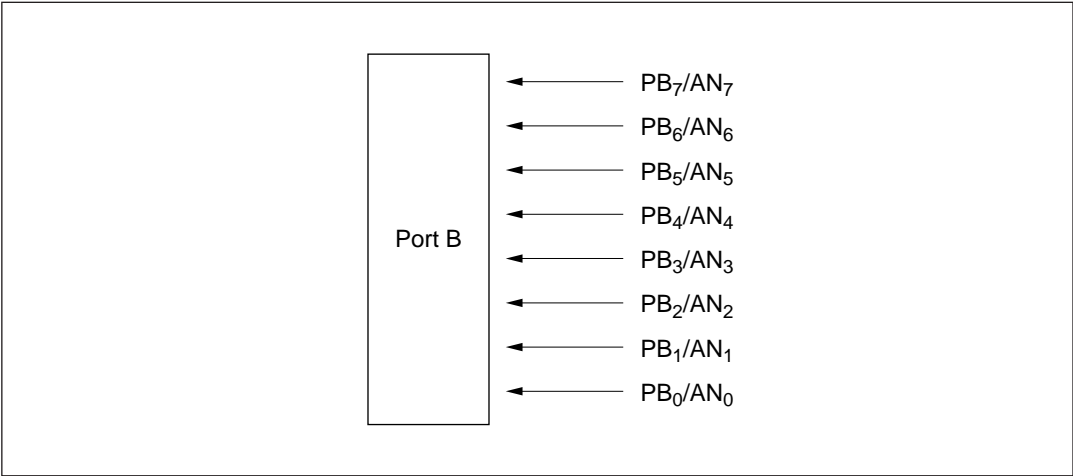 PB₇/AN₇
PB₆/AN₆
PB₅/AN₅
PB₄/AN₄
Port B
PB₃/AN₃
PB₂/AN₂
PB₁/AN₁
PB₀/AN₀